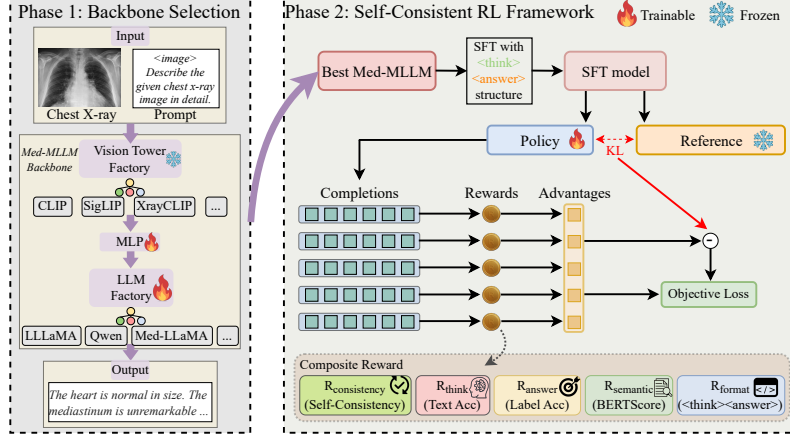 Phase 1: Backbone Selection
Input
<image>
Describe the
given chest x-ray
image in detail.
Chest X-ray
Prompt
Med-MLLM
Backbone
Vision Tower
Factory
CLIP
SigLIP
XrayCLIP
...
MLP
LLM
Factory
LLLaMA
Qwen
Med-LLaMA
...
Output
The heart is normal in size. The
mediastinum is unremarkable ...
Phase 2: Self-Consistent RL Framework
Trainable
Frozen
Best Med-MLLM
SFT with
<think>
<answer>
structure
SFT model
Policy
KL
Reference
Completions
Rewards
Advantages
-
Objective Loss
Composite Reward
Rconsistency
(Self-Consistency)
Rthink
(Text Acc)
Ranswer
(Label Acc)
Rsemantic
(BERTScore)
Rformat
</>
(<think><answer>)